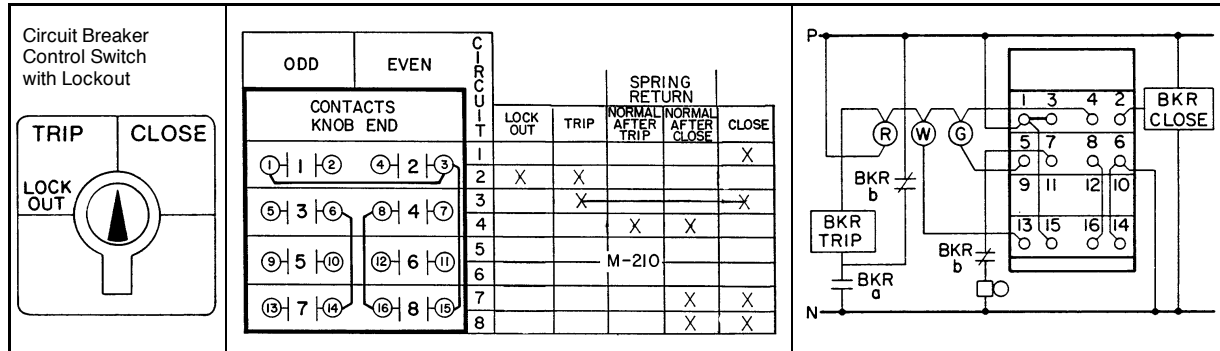 Circuit Breaker
Control Switch
with Lockout
TRIP CLOSE
LOCK
OUT
ODD EVEN
CONTACTS
KNOB END
1 1 2 4 2 3
5 3 6 8 4 7
9 5 10 12 6 11
13 7 14 16 8 15
CIRCUIT
SPRING
RETURN
LOCK
OUT
TRIP
NORMAL
AFTER
TRIP
NORMAL
AFTER
CLOSE
CLOSE
1 X
2 X X
3 X X
4 X X
5
M-210
6
7 X X
8 X X
P
1 3 4 2
BKR
CLOSE
R W G
5 7 8 6
BKR
b
9 11 12 10
BKR
TRIP
13 15 16 14
BKR
b
BKR
a
N